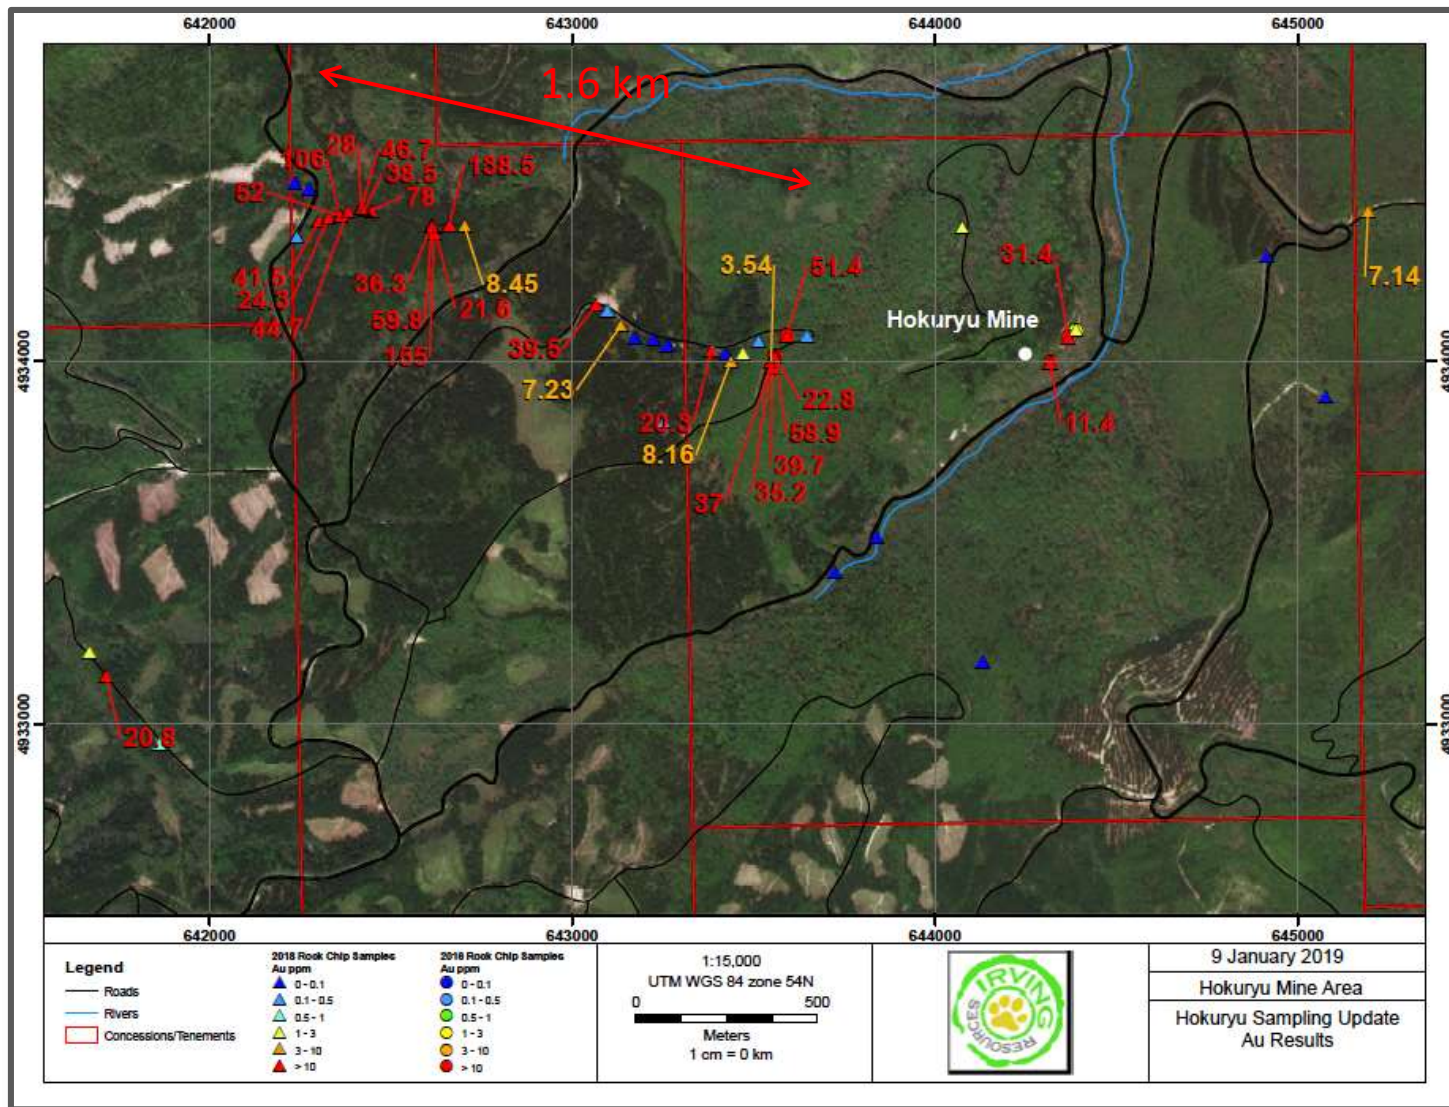 642000 643000 644000 645000
1.6 km
28
46.7
106
38.5
188.5
52
78
41.5
24.3
44.7
36.3
8.45
21.6
59.8
155
3.54
51.4
31.4
7.14
Hokuryu Mine
39.5
7.23
20.3
22.8
8.16
58.9
11.4
39.7
35.2
37
20.8
4934000
4934000
4933000
4933000
642000 643000 644000 645000
Legend
Roads
Rivers
Concessions/Tenements
2018 Rock Chip Samples
Au ppm
0 - 0.1
0.1 - 0.5
0.5 - 1
1 - 3
3 - 10
> 10
2018 Rock Chip Samples
Au ppm
0 - 0.1
0.1 - 0.5
0.5 - 1
1 - 3
3 - 10
> 10
1:15,000
UTM WGS 84 zone 54N
0 500
Meters
1 cm = 0 km
IRVING
RESOURCES
9 January 2019
Hokuryu Mine Area
Hokuryu Sampling Update
Au Results